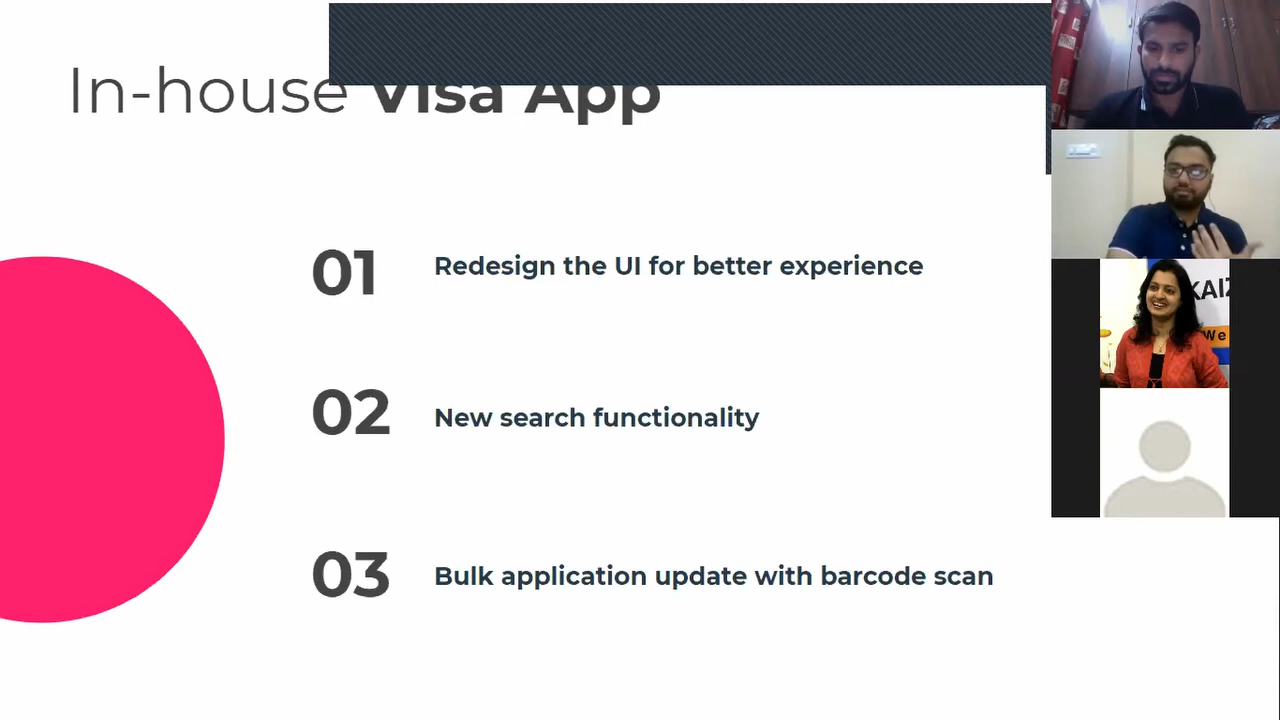 In-house Visa App
01 Redesign the UI for better experience
02 New search functionality
03 Bulk application update with barcode scan
We